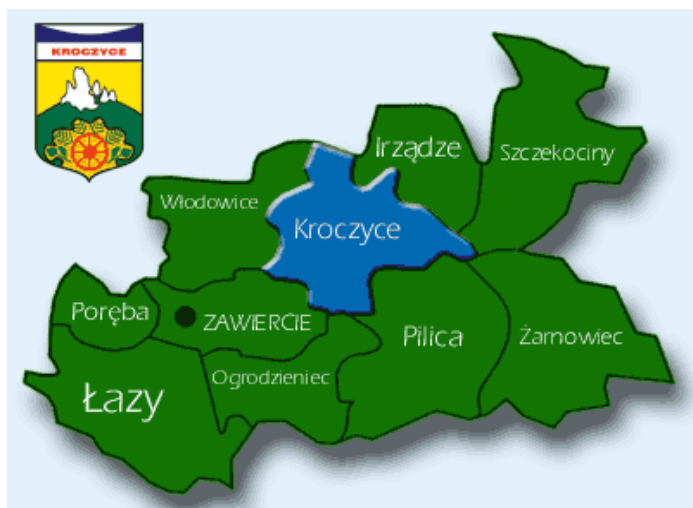 KROCZYCE
Irządze
Szczekociny
Włodowice
Kroczyce
Poręba
ZAWIERCIE
Pilica
Żarnowiec
Ogrodzieniec
Łazy